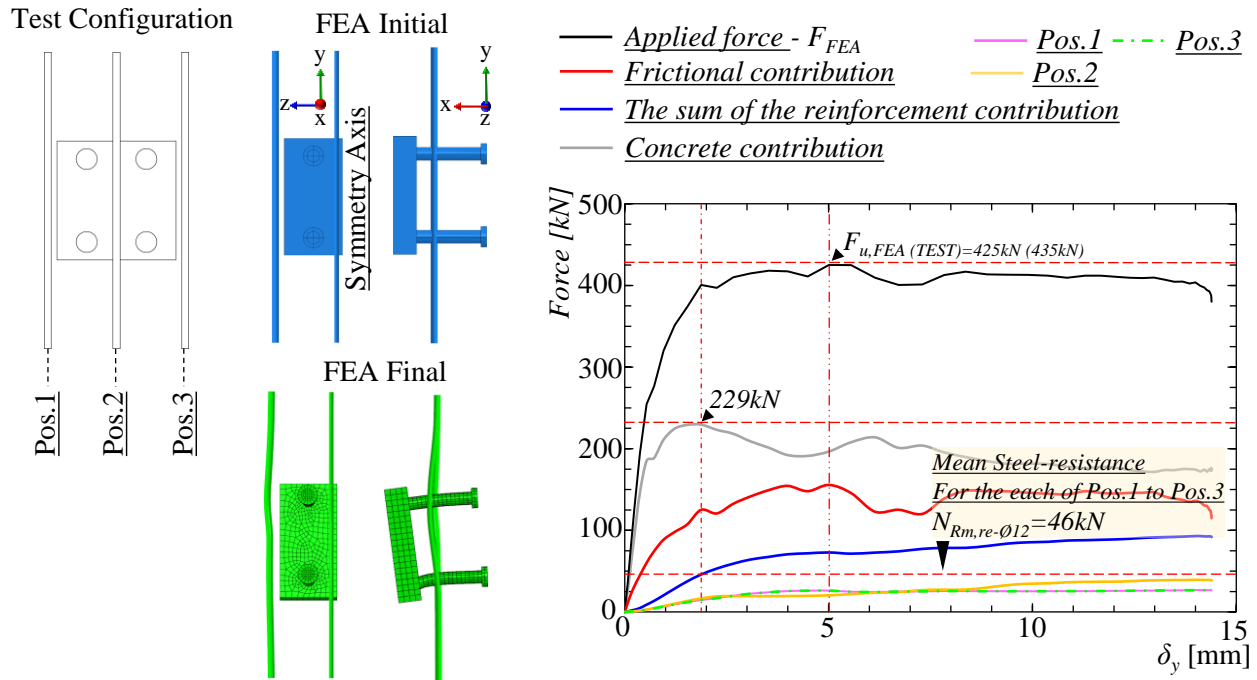 Test Configuration
FEA Initial
y
z
x
y
x
z
Symmetry Axis
Pos.1
Pos.2
Pos.3
FEA Final
Applied force - F_FEA
Pos.1
Pos.3
Frictional contribution
Pos.2
The sum of the reinforcement contribution
Concrete contribution
Force [kN]
500
400
300
200
100
0
F_u,FEA (TEST)=425kN (435kN)
229kN
Mean Steel-resistance
For the each of Pos.1 to Pos.3
N_Rm,re-Ø12=46kN
0
5
10
15
δ_y [mm]